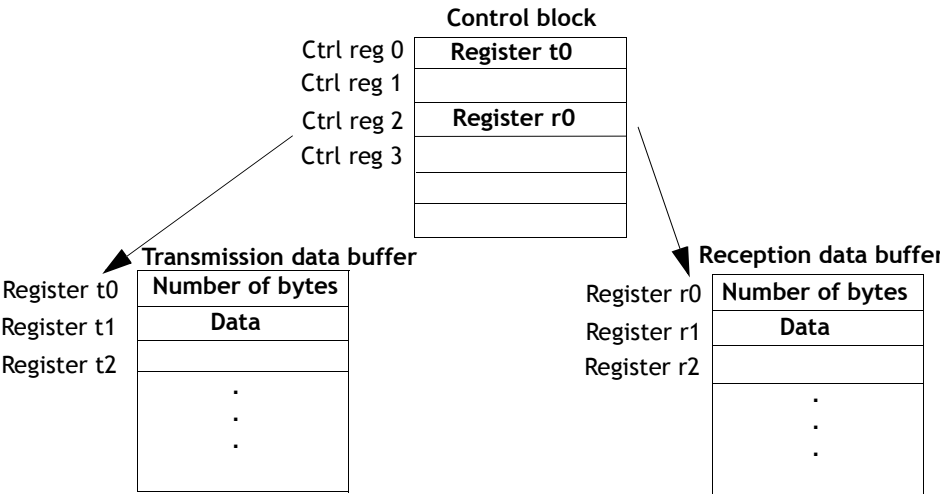 Control block
Ctrl reg 0 Register t0
Ctrl reg 1
Ctrl reg 2 Register r0
Ctrl reg 3
Transmission data buffer
Register t0 Number of bytes
Register t1 Data
Register t2
.
.
.
Reception data buffer
Register r0 Number of bytes
Register r1 Data
Register r2
.
.
.